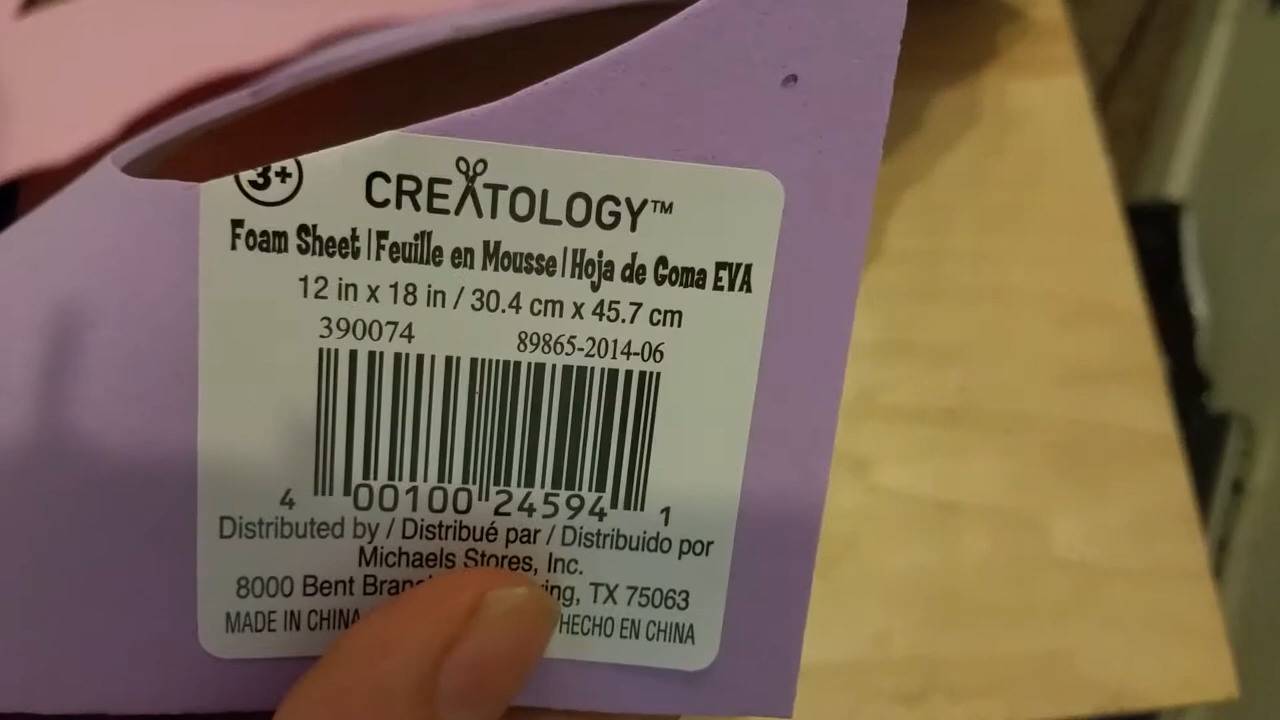 3+
CREATOLOGY™
Foam Sheet | Feuille en Mousse | Hoja de Goma EVA
12 in x 18 in / 30.4 cm x 45.7 cm
390074 89865-2014-06
4 00100 24594 1
Distributed by / Distribué par / Distribuido por
Michaels Stores, Inc.
8000 Bent TX 75063
MADE IN CHINA HECHO EN CHINA